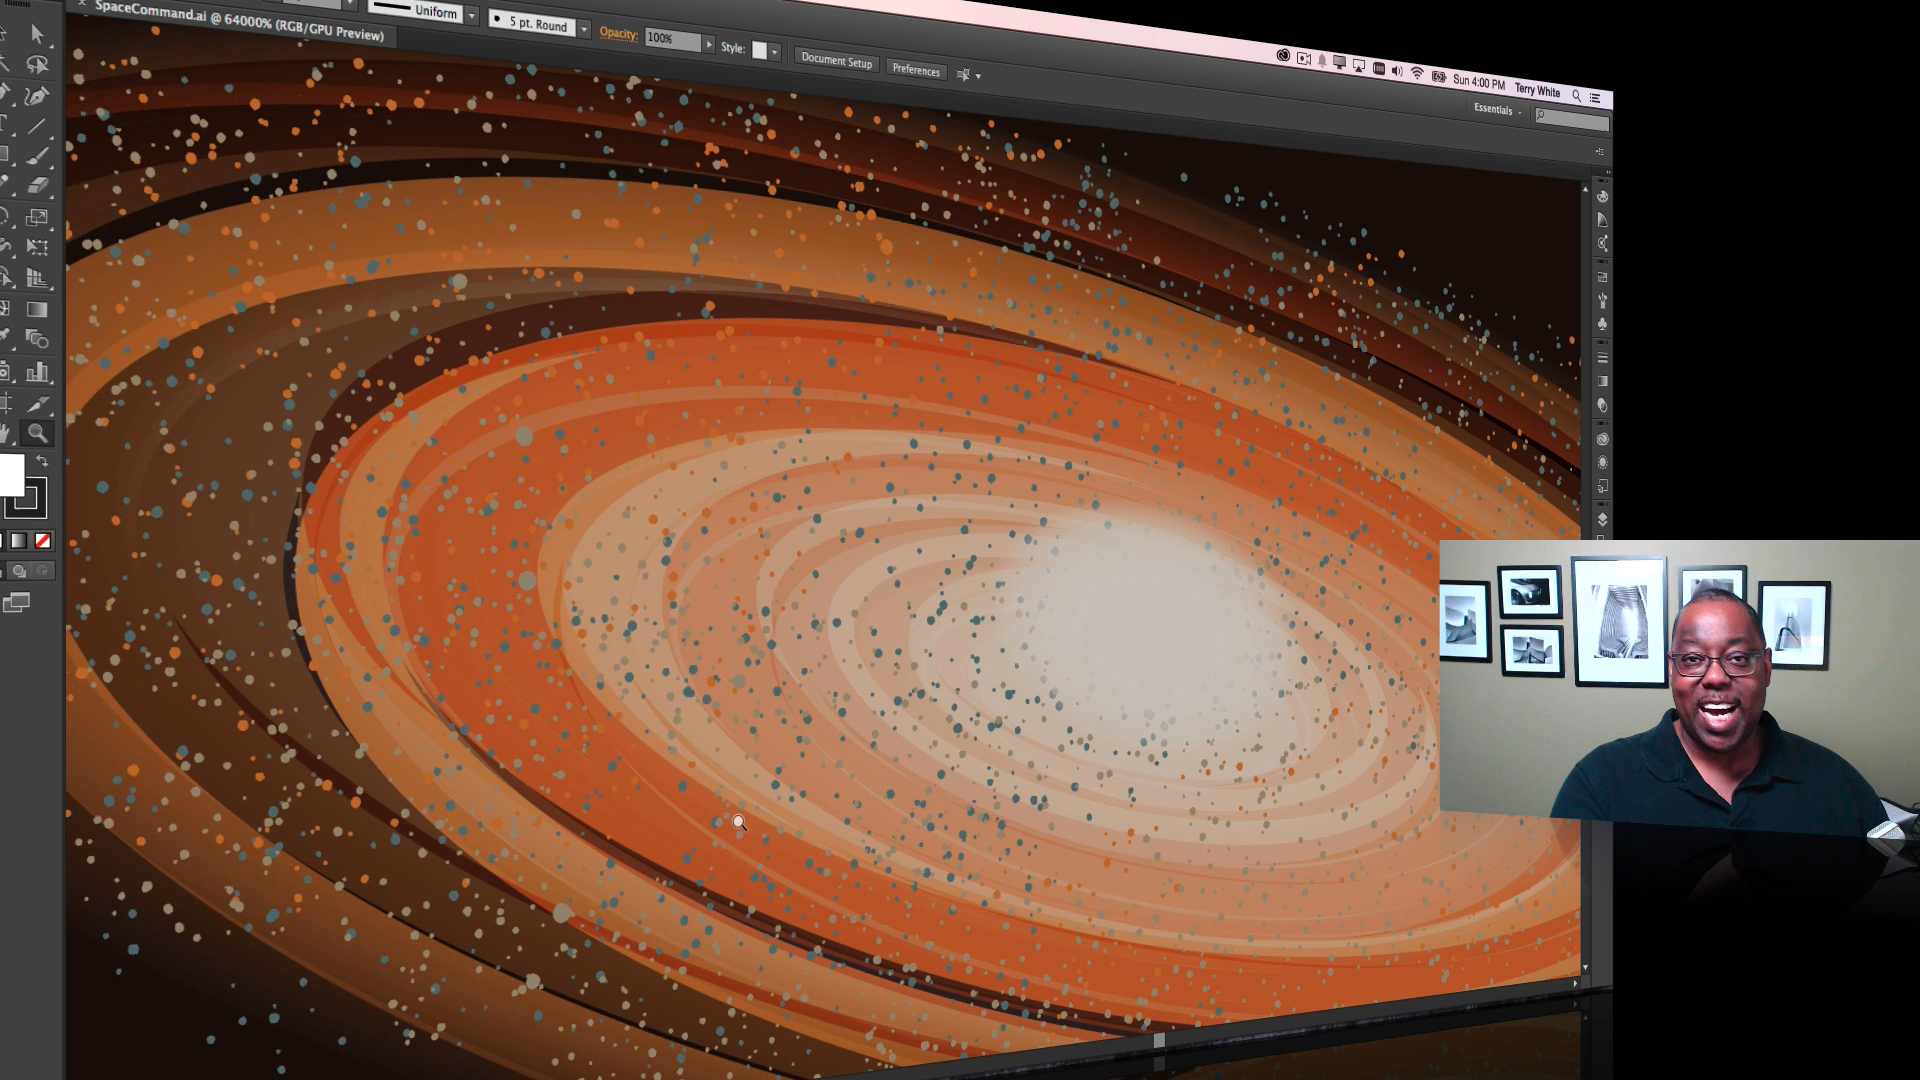 SpaceCommand.ai @ 64000% (RGB/GPU Preview)
Uniform
5 pt. Round
Opacity:
100%
Style:
Document Setup
Preferences
Sun 4:00 PM
Terry White
Essentials